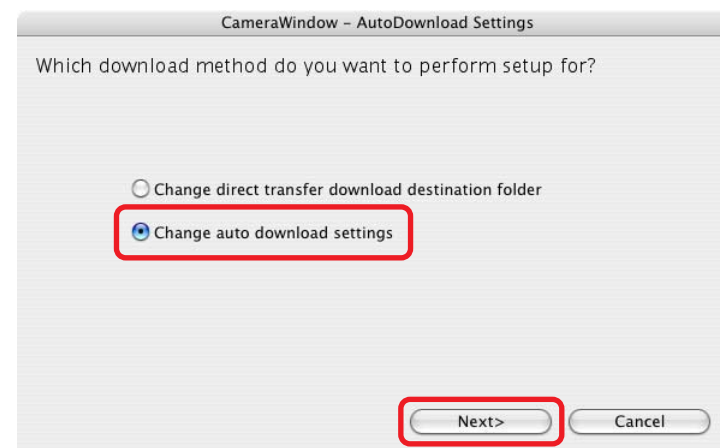 CameraWindow – AutoDownload Settings
Which download method do you want to perform setup for?
Change direct transfer download destination folder
Change auto download settings
Next>
Cancel